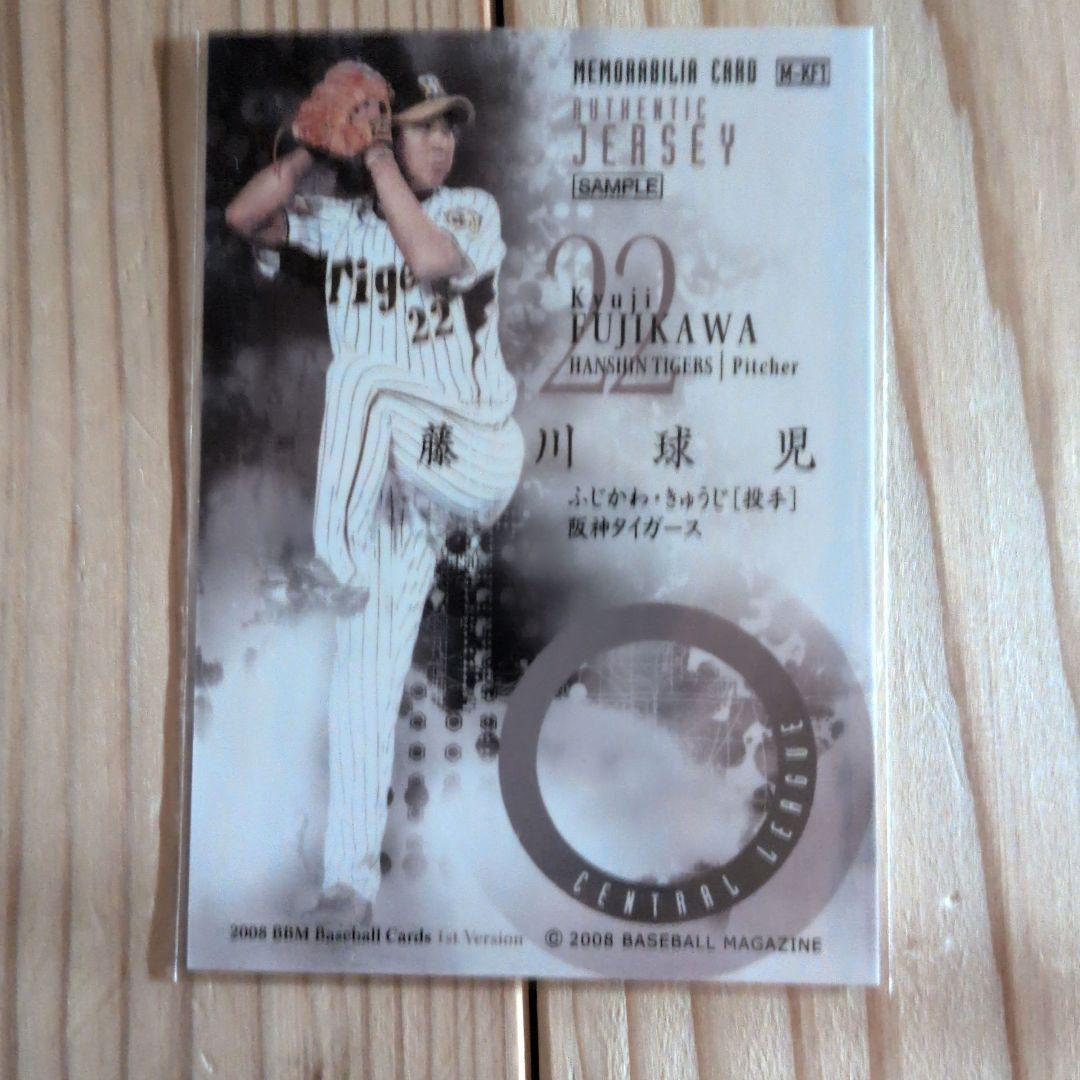 MEMORABILIA CARD M-KF1
AUTHENTIC
JERSEY
SAMPLE
22
Kyuji
FUJIKAWA
HANSHIN TIGERS | Pitcher
藤川球児
ふじかわ・きゅうじ[投手]
阪神タイガース
Tige
22
CENTRAL LEAGUE
2008 BBM Baseball Cards 1st Version © 2008 BASEBALL MAGAZINE